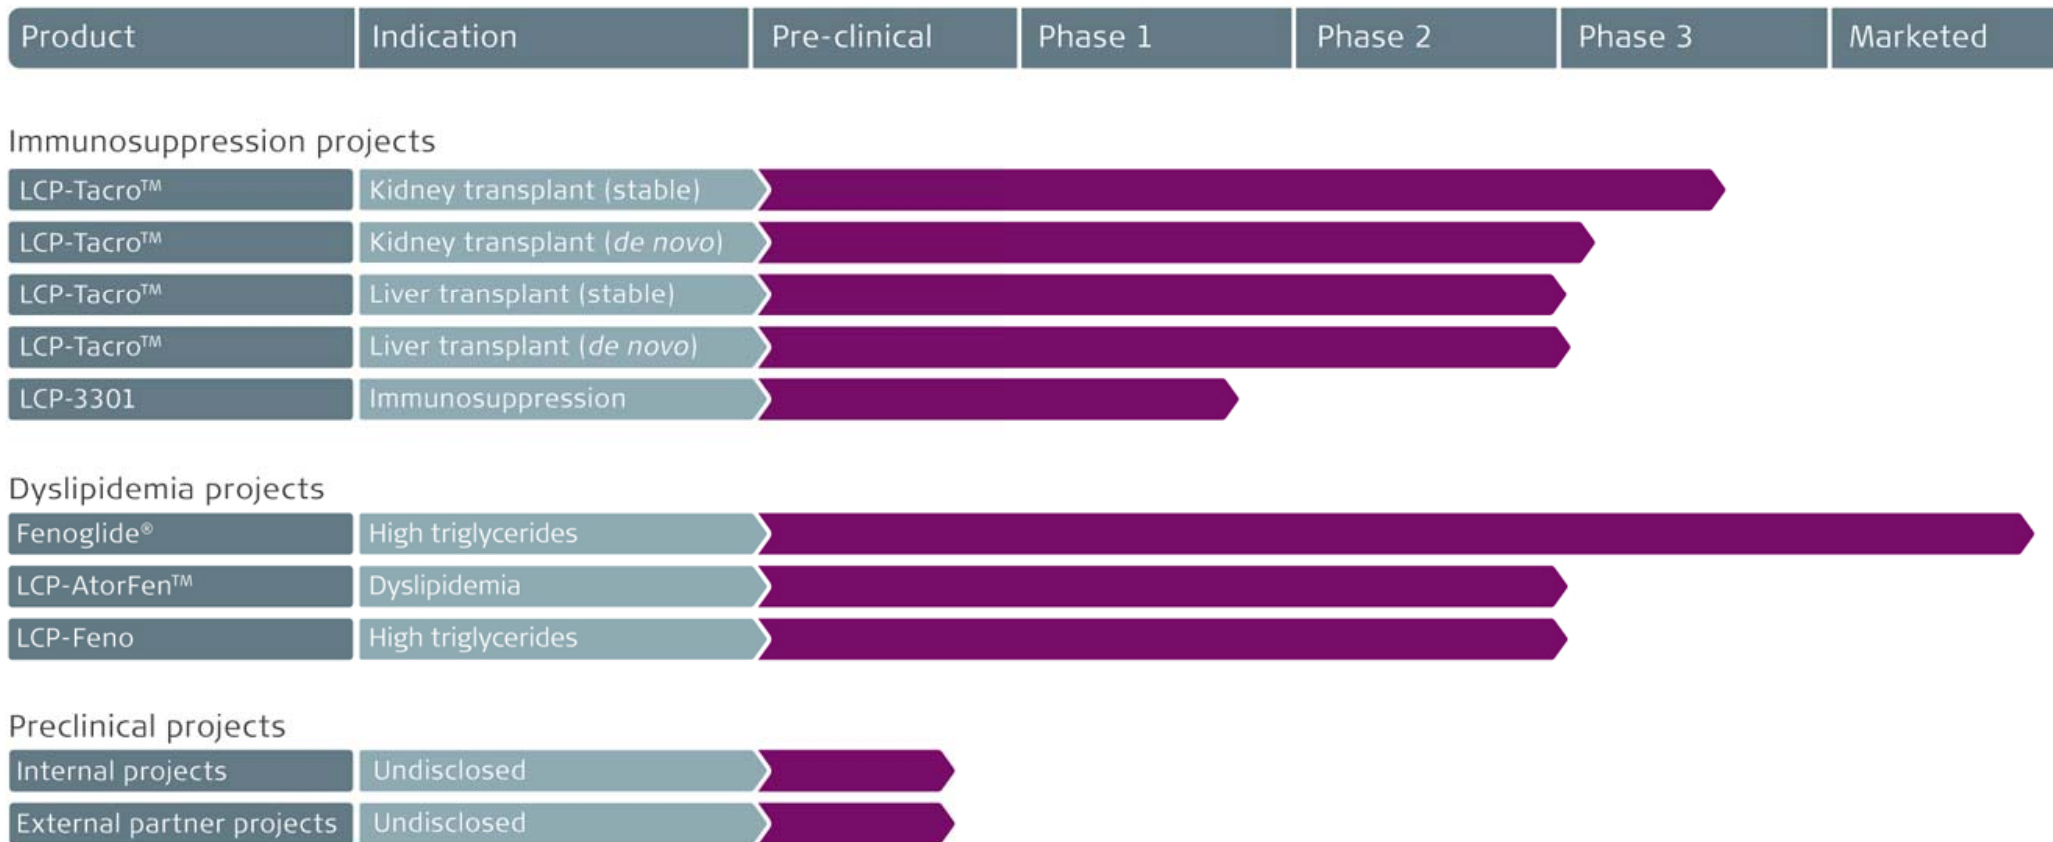 Product Indication Pre-clinical Phase 1 Phase 2 Phase 3 Marketed
Immunosuppression projects
LCP-Tacro™ Kidney transplant (stable)
LCP-Tacro™ Kidney transplant (de novo)
LCP-Tacro™ Liver transplant (stable)
LCP-Tacro™ Liver transplant (de novo)
LCP-3301 Immunosuppression
Dyslipidemia projects
Fenoglide® High triglycerides
LCP-AtorFen™ Dyslipidemia
LCP-Feno High triglycerides
Preclinical projects
Internal projects Undisclosed
External partner projects Undisclosed